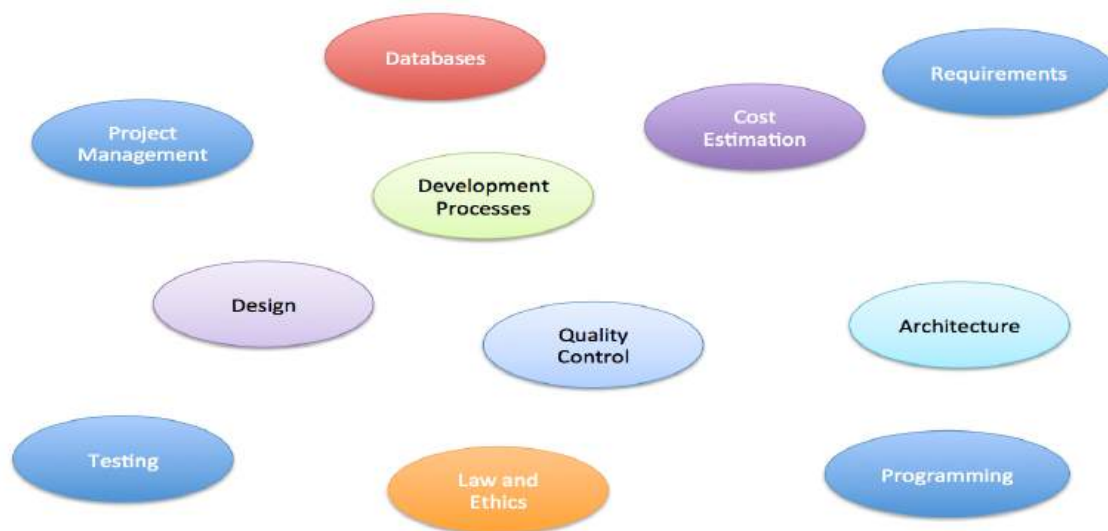 Databases
Requirements
Cost
Estimation
Project
Management
Development
Processes
Design
Quality
Control
Architecture
Testing
Law and
Ethics
Programming